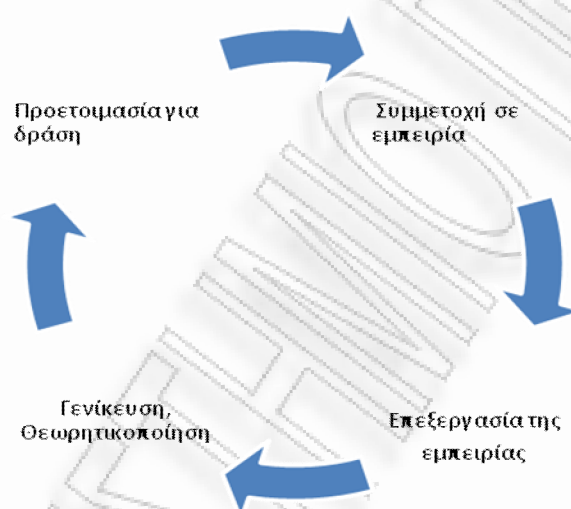 Προετοιμασία για
δράση
Συμμετοχή σε
εμπειρία
Επεξεργασία της
εμπειρίας
Γενίκευση,
Θεωρητικοποίηση